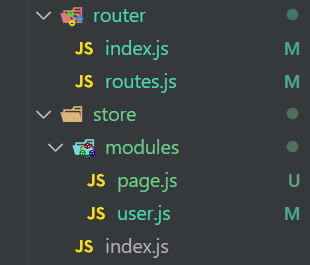 router
JS index.js M
JS routes.js M
store
modules
JS page.js U
JS user.js M
JS index.js